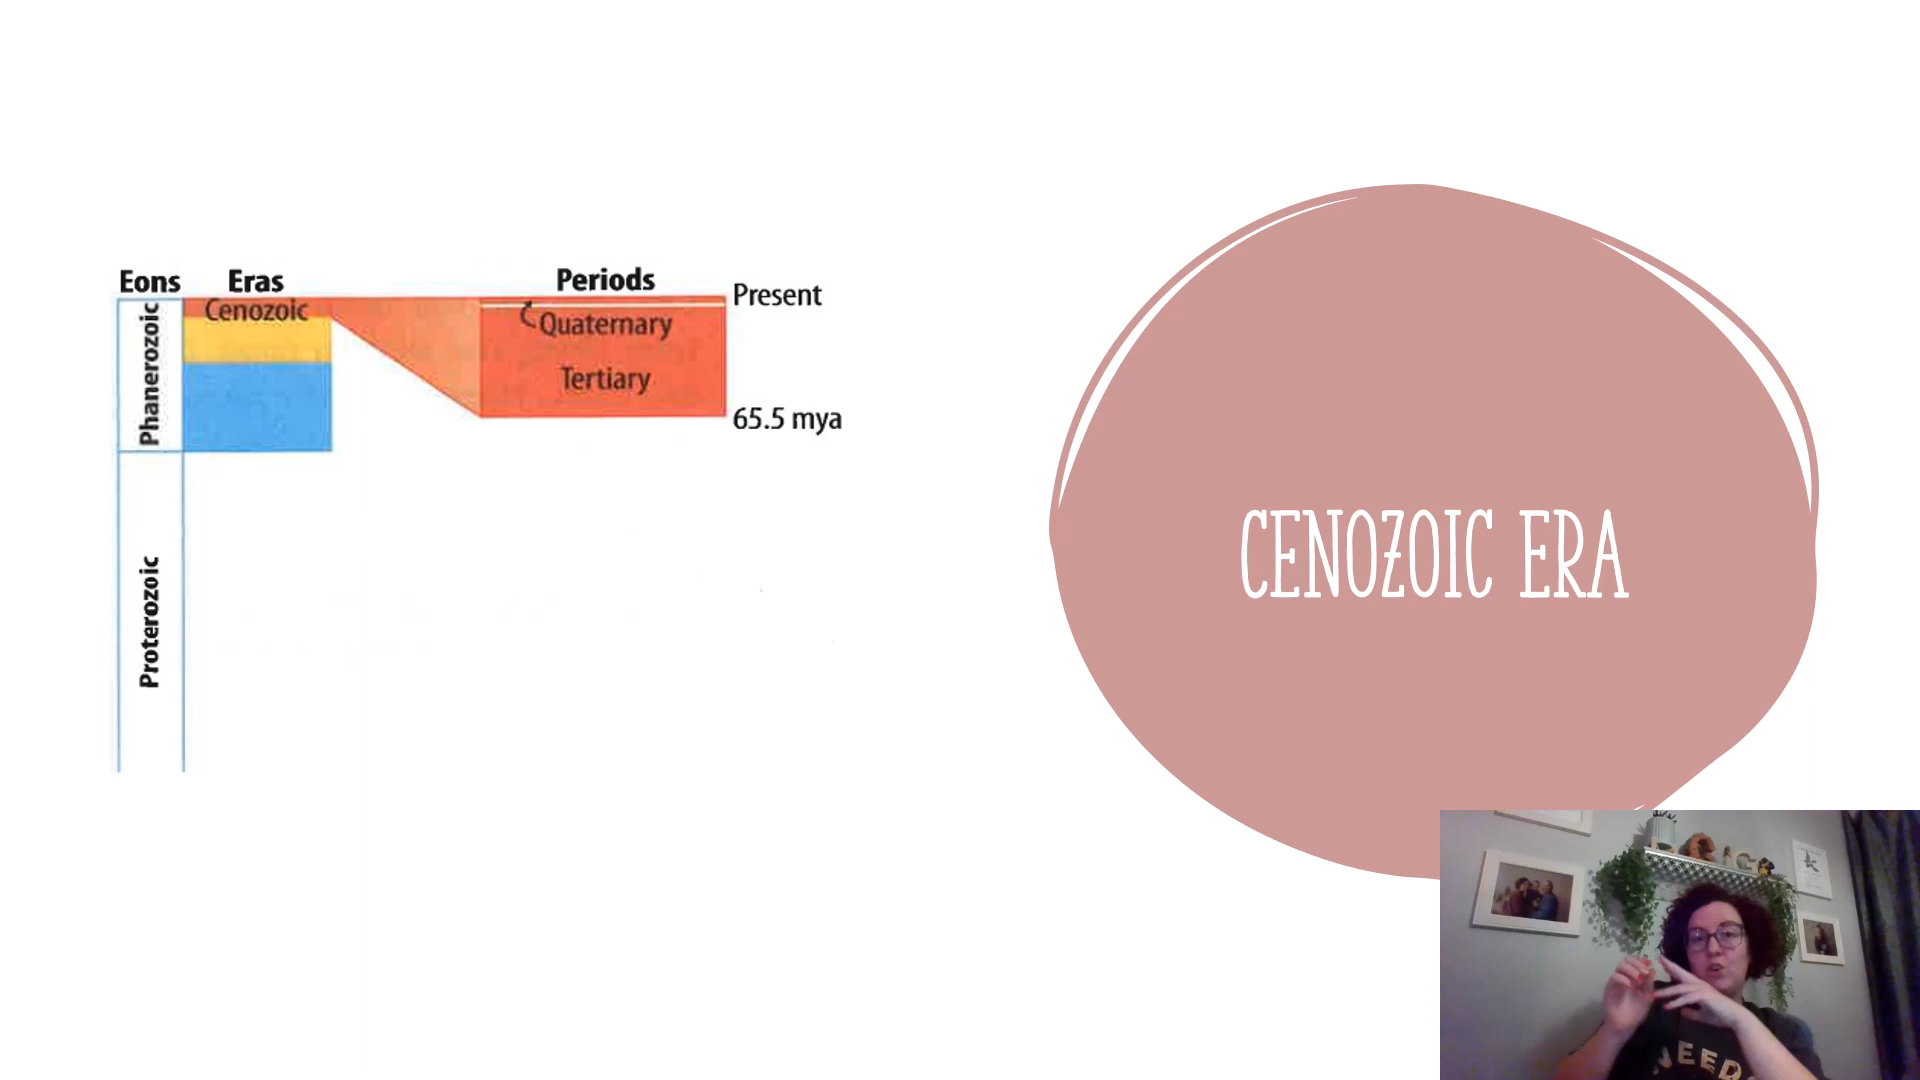 Eons Eras Periods
Present
Cenozoic
Quaternary
Phanerozoic
Tertiary
65.5 mya
Proterozoic
CENOZOIC ERA